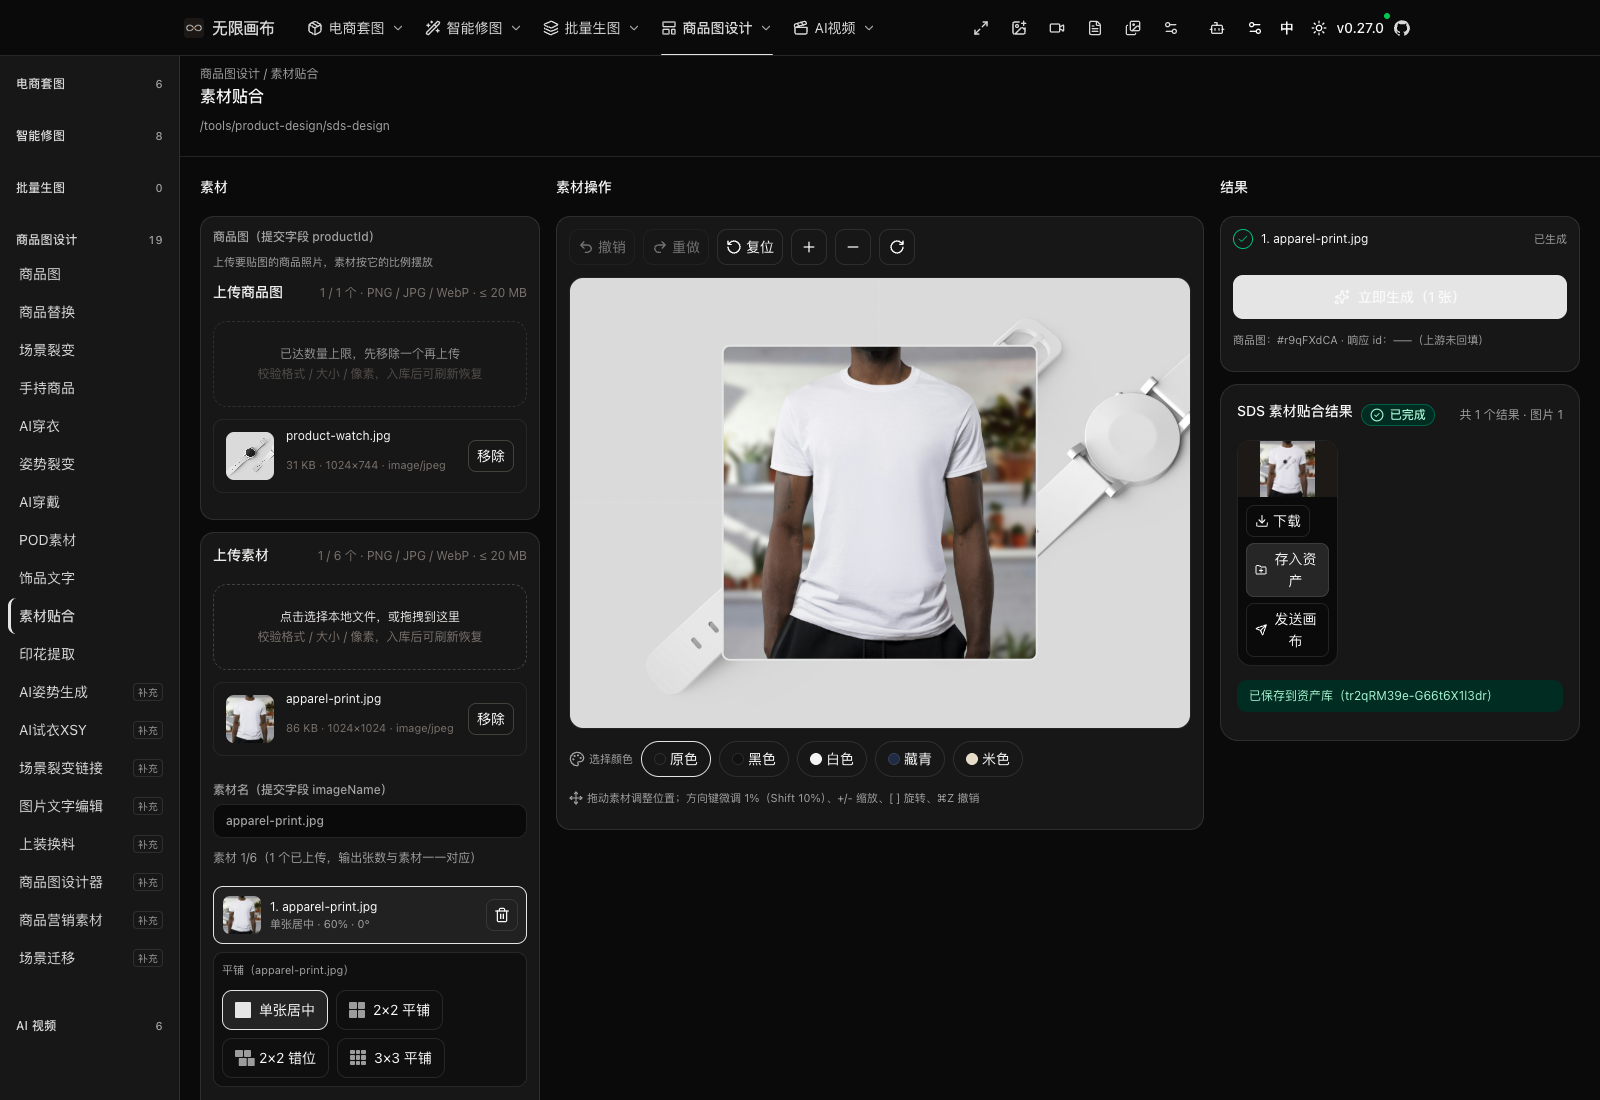 无限画布
电商套图
智能修图
批量生图
商品图设计
AI视频
中
v0.27.0
电商套图 6
智能修图 8
批量生图 0
商品图设计 19
商品图
商品替换
场景裂变
手持商品
AI穿衣
姿势裂变
AI穿戴
POD素材
饰品文字
素材贴合
印花提取
AI姿势生成 补充
AI试衣XSY 补充
场景裂变链接 补充
图片文字编辑 补充
上装换料 补充
商品图设计器 补充
商品营销素材 补充
场景迁移 补充
AI 视频 6
商品图设计 / 素材贴合
素材贴合
/tools/product-design/sds-design
素材
商品图（提交字段 productId）
上传要贴图的商品照片，素材按它的比例摆放
上传商品图 1 / 1 个 · PNG / JPG / WebP · ≤ 20 MB
已达数量上限，先移除一个再上传
校验格式 / 大小 / 像素，入库后可刷新恢复
product-watch.jpg
31 KB · 1024×744 · image/jpeg
移除
上传素材 1 / 6 个 · PNG / JPG / WebP · ≤ 20 MB
点击选择本地文件，或拖拽到这里
校验格式 / 大小 / 像素，入库后可刷新恢复
apparel-print.jpg
86 KB · 1024×1024 · image/jpeg
移除
素材名（提交字段 imageName）
apparel-print.jpg
素材 1/6（1 个已上传，输出张数与素材一一对应）
1. apparel-print.jpg
单张居中 · 60% · 0°
平铺（apparel-print.jpg）
单张居中
2×2 平铺
2×2 错位
3×3 平铺
素材操作
撤销
重做
复位
选择颜色
原色
黑色
白色
藏青
米色
拖动素材调整位置；方向键微调 1%（Shift 10%）、+/- 缩放、[ ] 旋转、⌘Z 撤销
结果
1. apparel-print.jpg 已生成
立即生成（1 张）
商品图：#r9qFXdCA · 响应 id：——（上游未回填）
SDS 素材贴合结果 已完成 共 1 个结果 · 图片 1
下载
存入资
产
发送画
布
已保存到资产库（tr2qRM39e-G66t6X1l3dr）